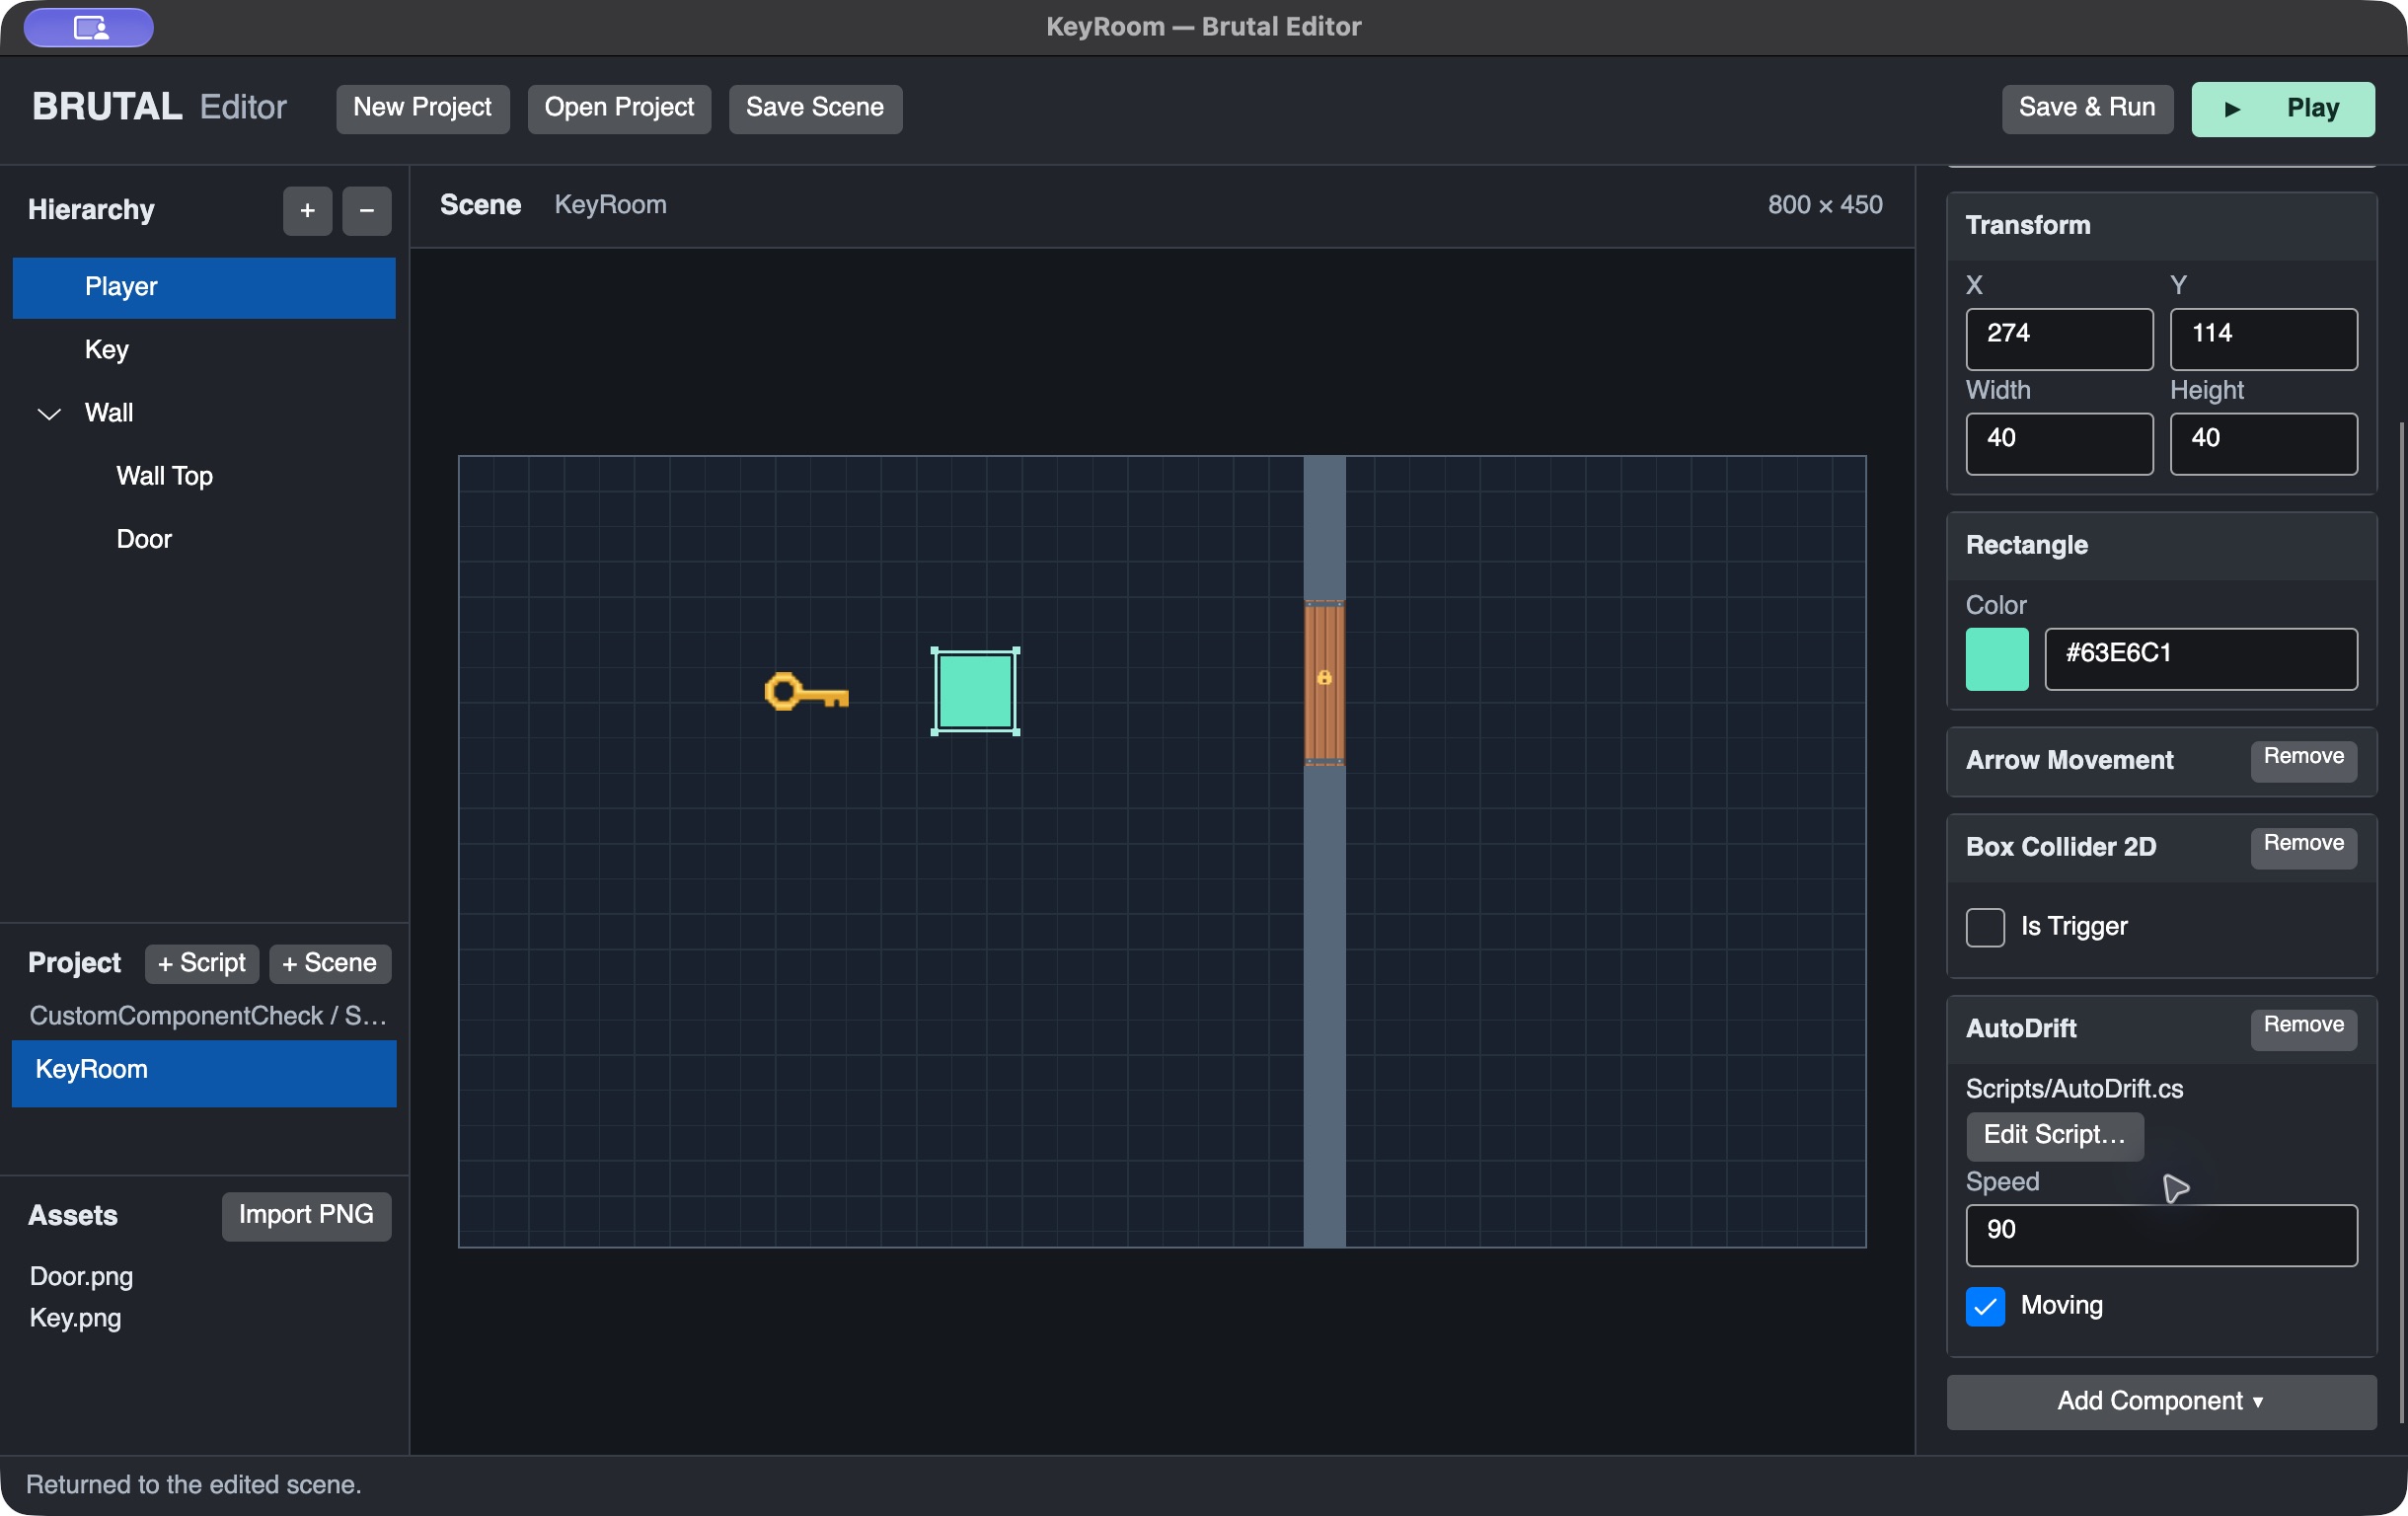 KeyRoom — Brutal Editor
BRUTAL Editor
New Project
Open Project
Save Scene
Save & Run
▶ Play
Hierarchy
+
−
Player
Key
Wall
Wall Top
Door
Project
+ Script
+ Scene
CustomComponentCheck / S…
KeyRoom
Assets
Import PNG
Door.png
Key.png
Scene KeyRoom
800 × 450
Transform
X
Y
274
114
Width
Height
40
40
Rectangle
Color
#63E6C1
Arrow Movement
Remove
Box Collider 2D
Remove
Is Trigger
AutoDrift
Remove
Scripts/AutoDrift.cs
Edit Script…
Speed
90
Moving
Add Component ▾
Returned to the edited scene.